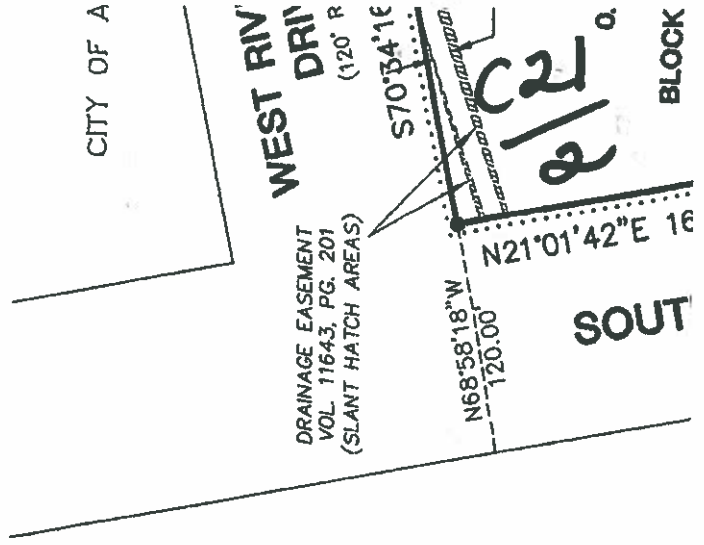 CITY OF A
WEST RIV
DRIV
(120' R
S70°34'16
C21
2
O.
BLOCK
DRAINAGE EASEMENT
VOL. 11643, PG. 201
(SLANT HATCH AREAS)
N21°01'42"E 16
N68°58'18"W
120.00'
SOUT